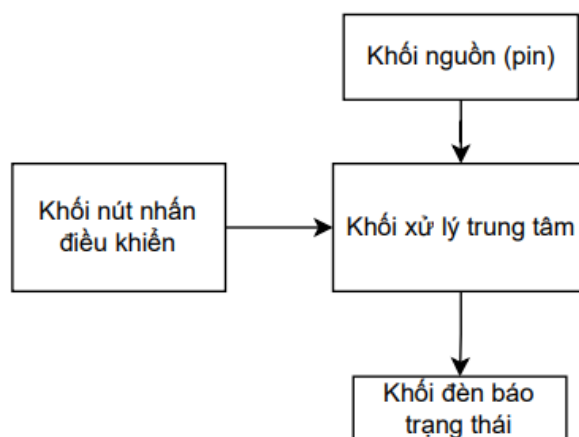 Khối nguồn (pin)
Khối nút nhấn
điều khiển
Khối xử lý trung tâm
Khối đèn báo
trạng thái